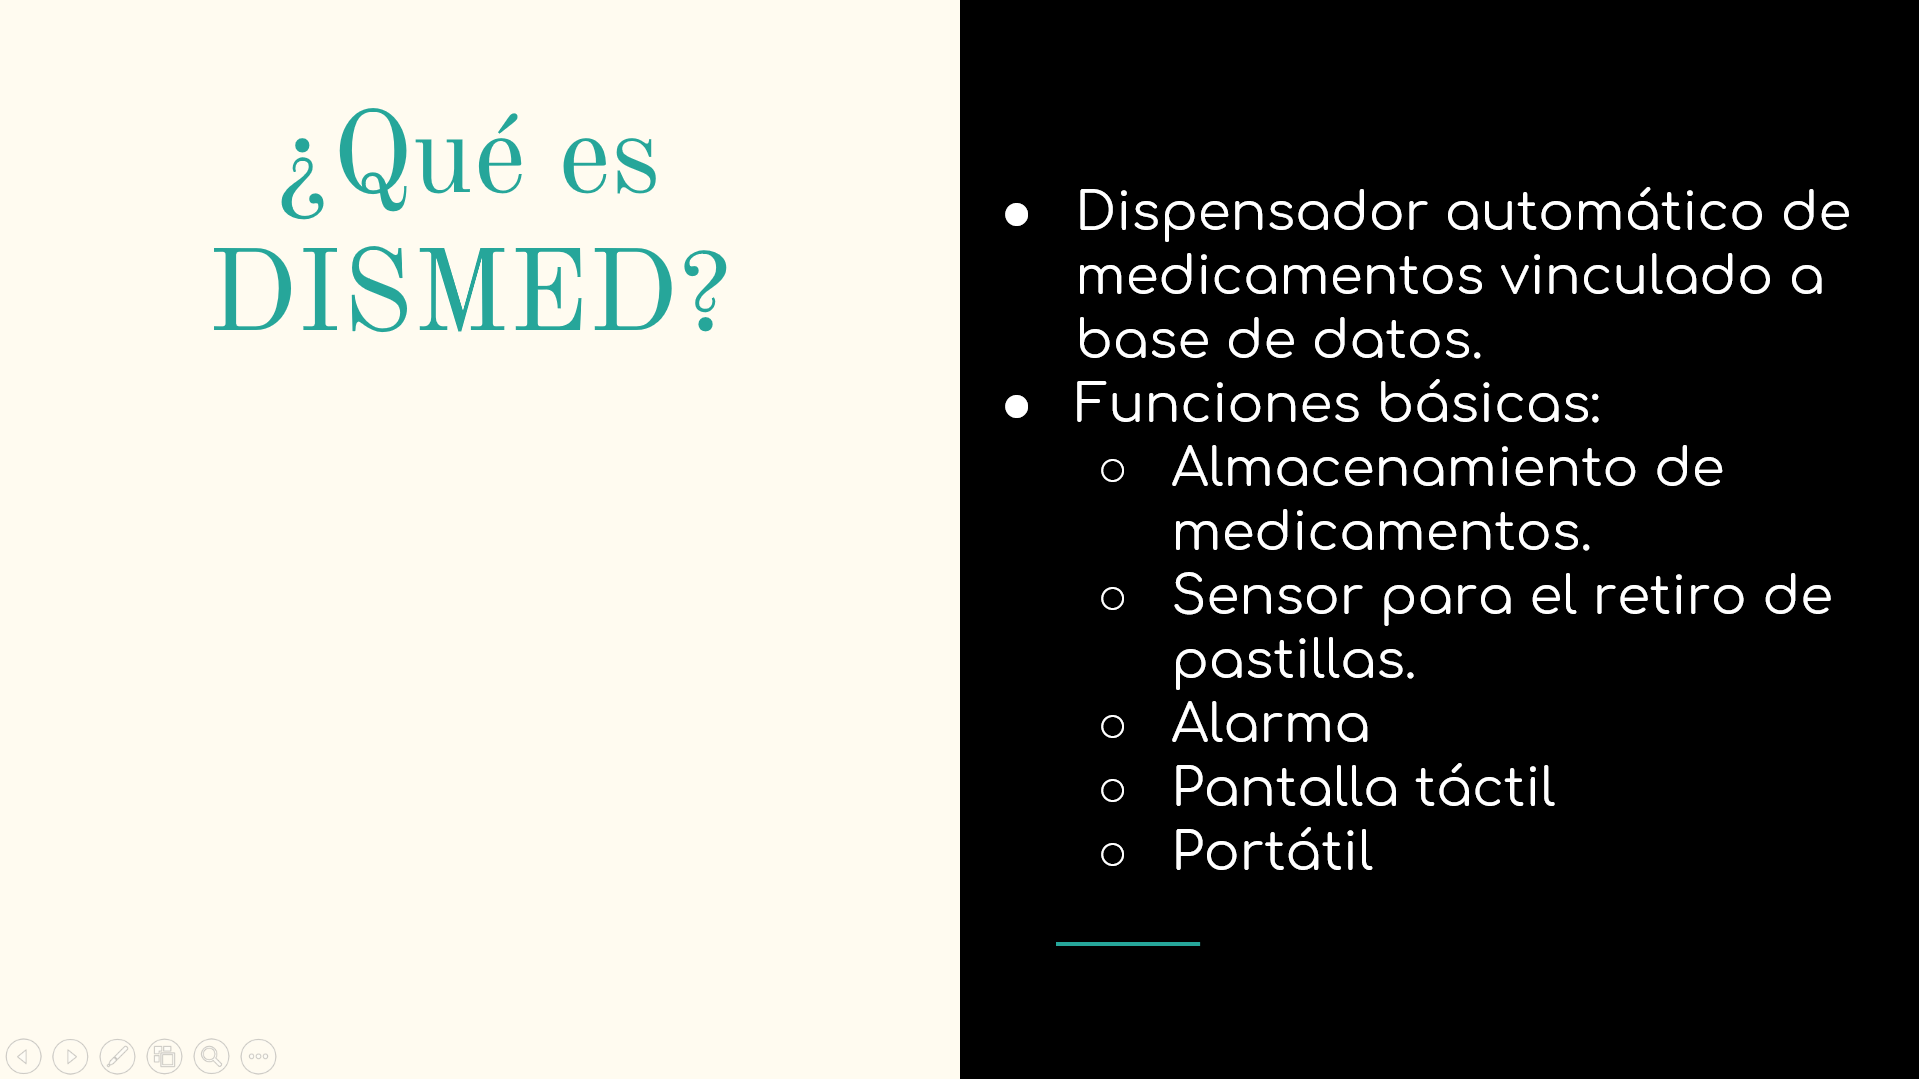 ¿Qué es
DISMED?
● Dispensador automático de
medicamentos vinculado a
base de datos.
● Funciones básicas:
○ Almacenamiento de
medicamentos.
○ Sensor para el retiro de
pastillas.
○ Alarma
○ Pantalla táctil
○ Portátil